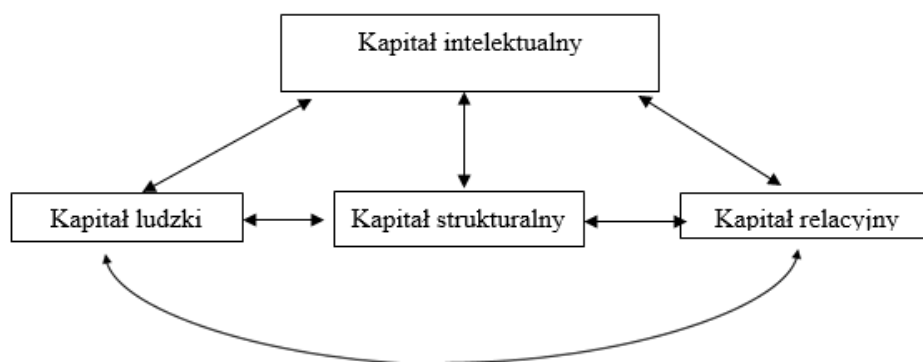 Kapitał intelektualny
Kapitał ludzki
Kapitał strukturalny
Kapitał relacyjny